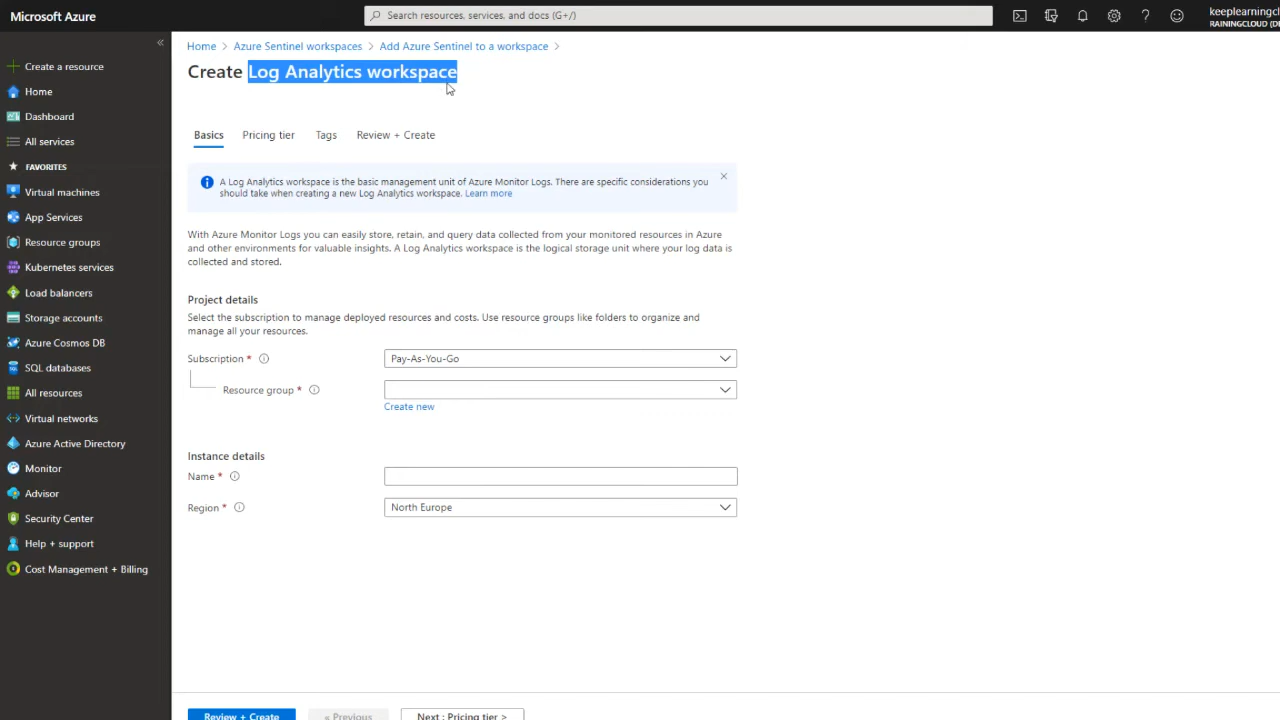 Microsoft Azure
Search resources, services, and docs (G+/)
keeplearningcl
RAININGCLOUD (DE
Create a resource
Home
Dashboard
All services
FAVORITES
Virtual machines
App Services
Resource groups
Kubernetes services
Load balancers
Storage accounts
Azure Cosmos DB
SQL databases
All resources
Virtual networks
Azure Active Directory
Monitor
Advisor
Security Center
Help + support
Cost Management + Billing
Home > Azure Sentinel workspaces > Add Azure Sentinel to a workspace >
Create Log Analytics workspace
Basics Pricing tier Tags Review + Create
A Log Analytics workspace is the basic management unit of Azure Monitor Logs. There are specific considerations you
should take when creating a new Log Analytics workspace. Learn more
With Azure Monitor Logs you can easily store, retain, and query data collected from your monitored resources in Azure
and other environments for valuable insights. A Log Analytics workspace is the logical storage unit where your log data is
collected and stored.
Project details
Select the subscription to manage deployed resources and costs. Use resource groups like folders to organize and
manage all your resources.
Subscription * Pay-As-You-Go
Resource group *
Create new
Instance details
Name *
Region * North Europe
Review + Create « Previous Next : Pricing tier >